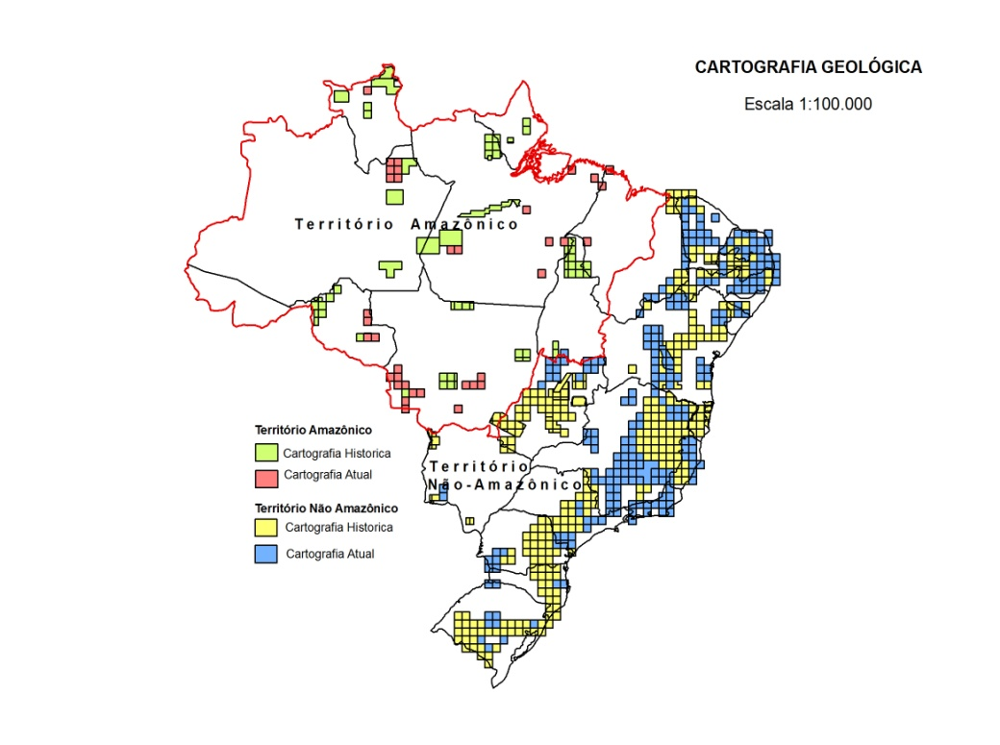 CARTOGRAFIA GEOLÓGICA
Escala 1:100.000
Território Amazônico
Território Amazônico
Cartografia Historica
Cartografia Atual
Território Não Amazônico
Cartografia Historica
Cartografia Atual
Território
Não-Amazônico